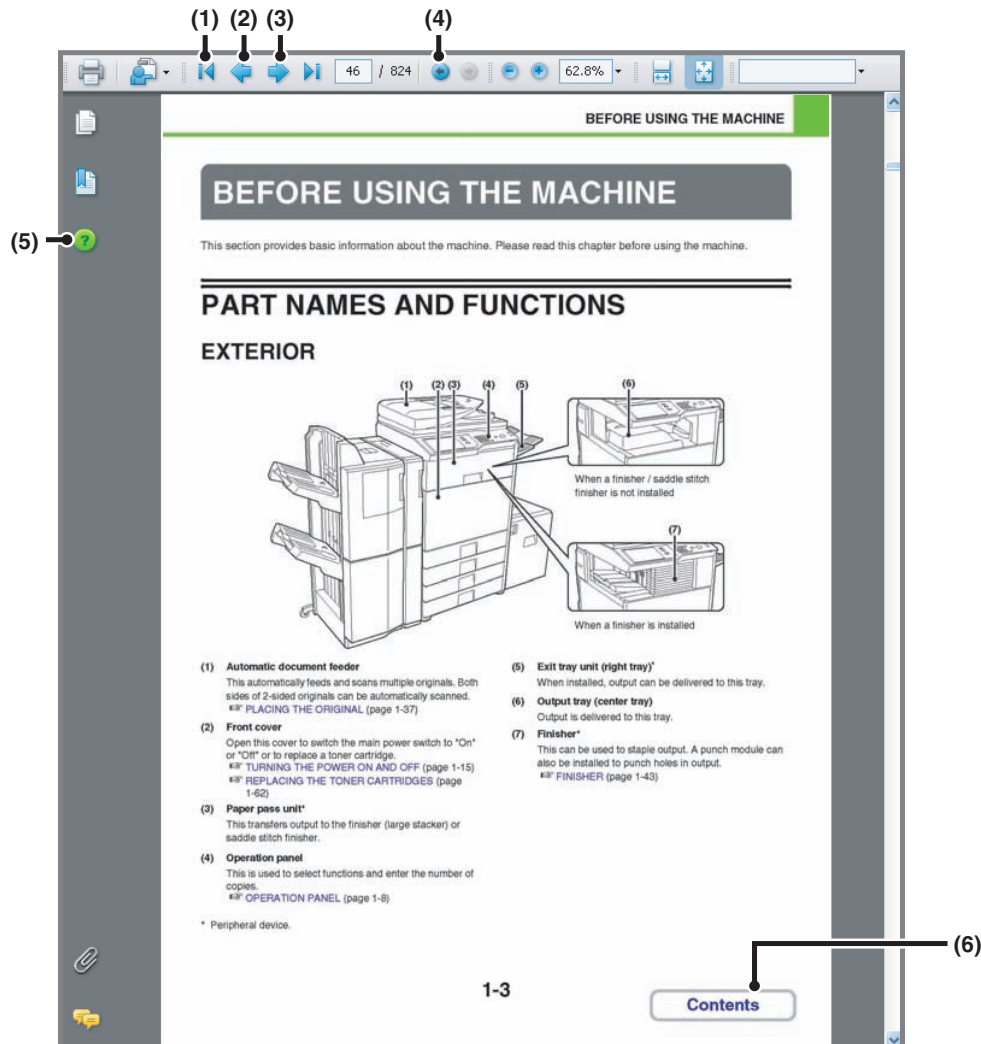 (1) (2) (3) (4)
46 / 824 62.8%
BEFORE USING THE MACHINE
BEFORE USING THE MACHINE
(5)
This section provides basic information about the machine. Please read this chapter before using the machine.
PART NAMES AND FUNCTIONS
EXTERIOR
(1) (2) (3) (4) (5) (6)
When a finisher / saddle stitch
finisher is not installed
(7)
When a finisher is installed
(1) Automatic document feeder
This automatically feeds and scans multiple originals. Both
sides of 2-sided originals can be automatically scanned.
☞ PLACING THE ORIGINAL (page 1-37)
(2) Front cover
Open this cover to switch the main power switch to "On"
or "Off" or to replace a toner cartridge.
☞ TURNING THE POWER ON AND OFF (page 1-15)
☞ REPLACING THE TONER CARTRIDGES (page
1-62)
(3) Paper pass unit*
This transfers output to the finisher (large stacker) or
saddle stitch finisher.
(4) Operation panel
This is used to select functions and enter the number of
copies.
☞ OPERATION PANEL (page 1-8)
* Peripheral device.
(5) Exit tray unit (right tray)*
When installed, output can be delivered to this tray.
(6) Output tray (center tray)
Output is delivered to this tray.
(7) Finisher*
This can be used to staple output. A punch module can
also be installed to punch holes in output.
☞ FINISHER (page 1-43)
(6)
1-3
Contents